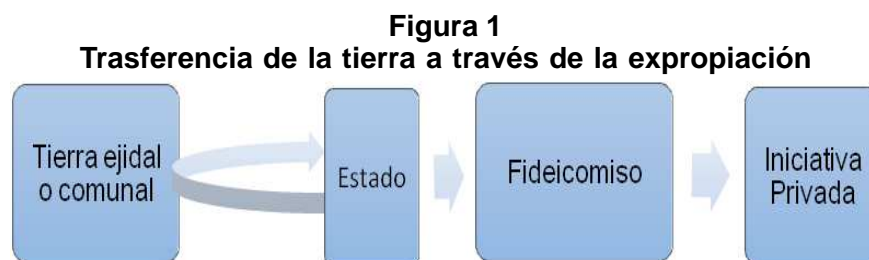 Figura 1
Trasferencia de la tierra a través de la expropiación
Tierra ejidal
o comunal
Estado
Fideicomiso
Iniciativa
Privada